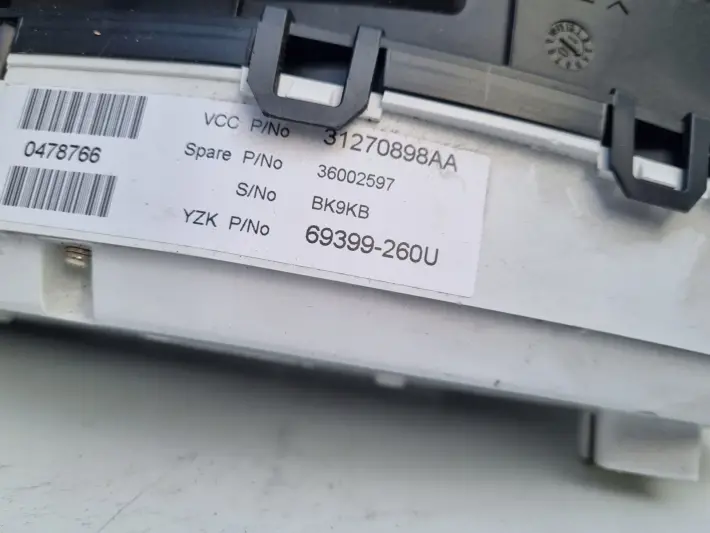 0478766
VCC P/No 31270898AA
Spare P/No 36002597
S/No BK9KB
YZK P/No 69399-260U